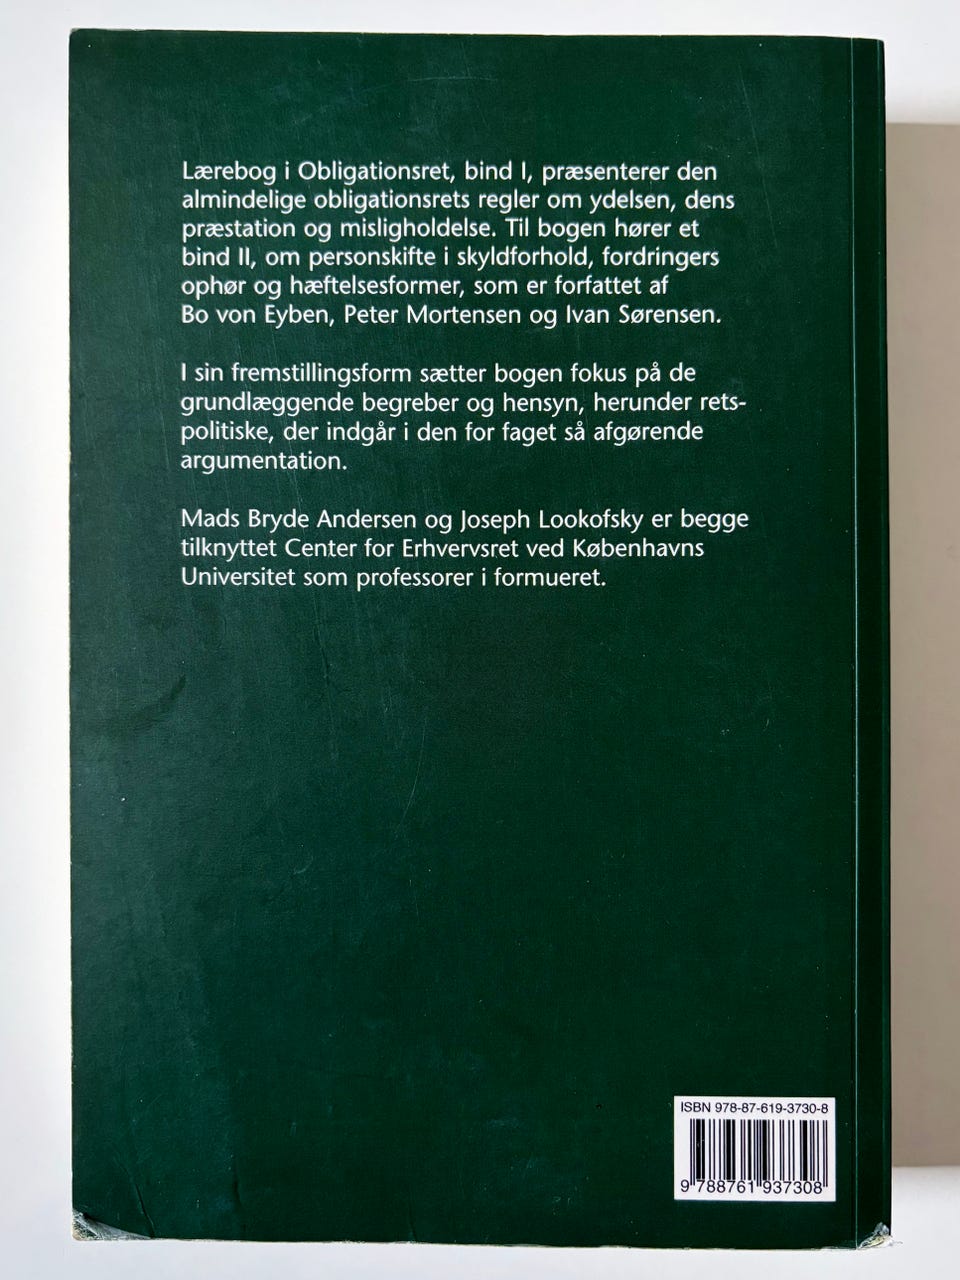 Lærebog i Obligationsret, bind I, præsenterer den
almindelige obligationsrets regler om ydelsen, dens
præstation og misligholdelse. Til bogen hører et
bind II, om personskifte i skyldforhold, fordringers
ophør og hæftelsesformer, som er forfattet af
Bo von Eyben, Peter Mortensen og Ivan Sørensen.
I sin fremstillingsform sætter bogen fokus på de
grundlæggende begreber og hensyn, herunder rets-
politiske, der indgår i den for faget så afgørende
argumentation.
Mads Bryde Andersen og Joseph Lookofsky er begge
tilknyttet Center for Erhvervsret ved Københavns
Universitet som professorer i formueret.
ISBN 978-87-619-3730-8
9 788761 937308